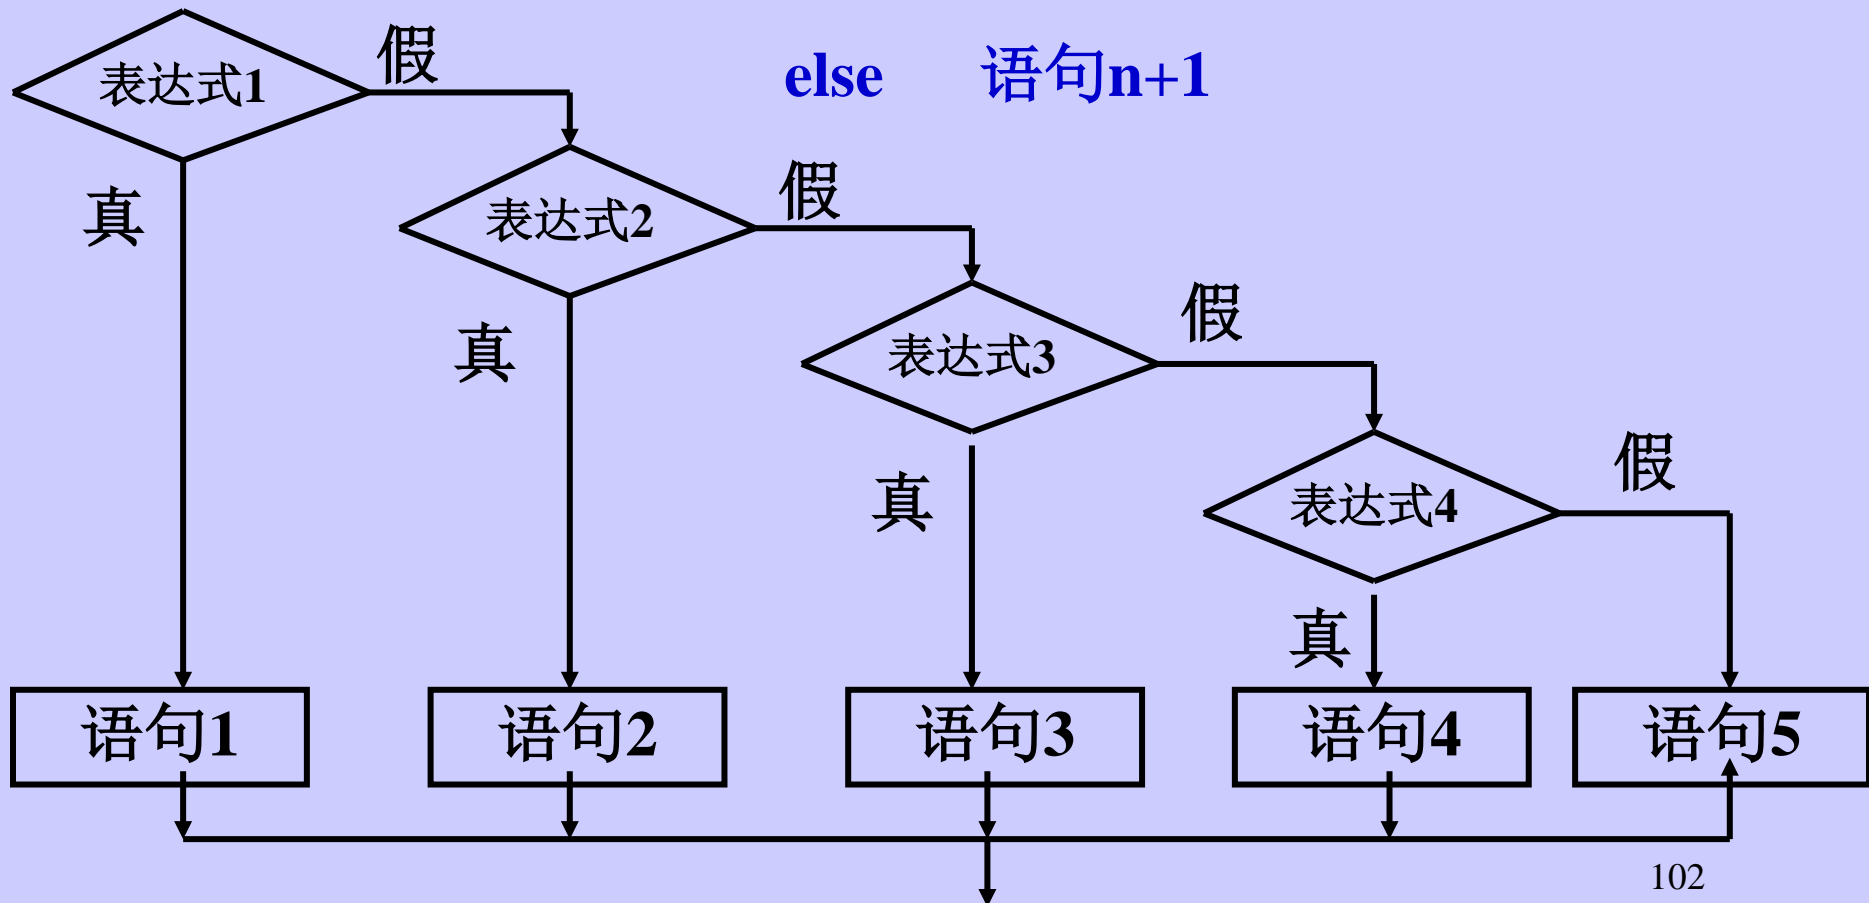 假
else 语句n+1
表达式1
真
假
表达式2
假
真
表达式3
假
真
表达式4
真
语句1 语句2 语句3 语句4 语句5
102